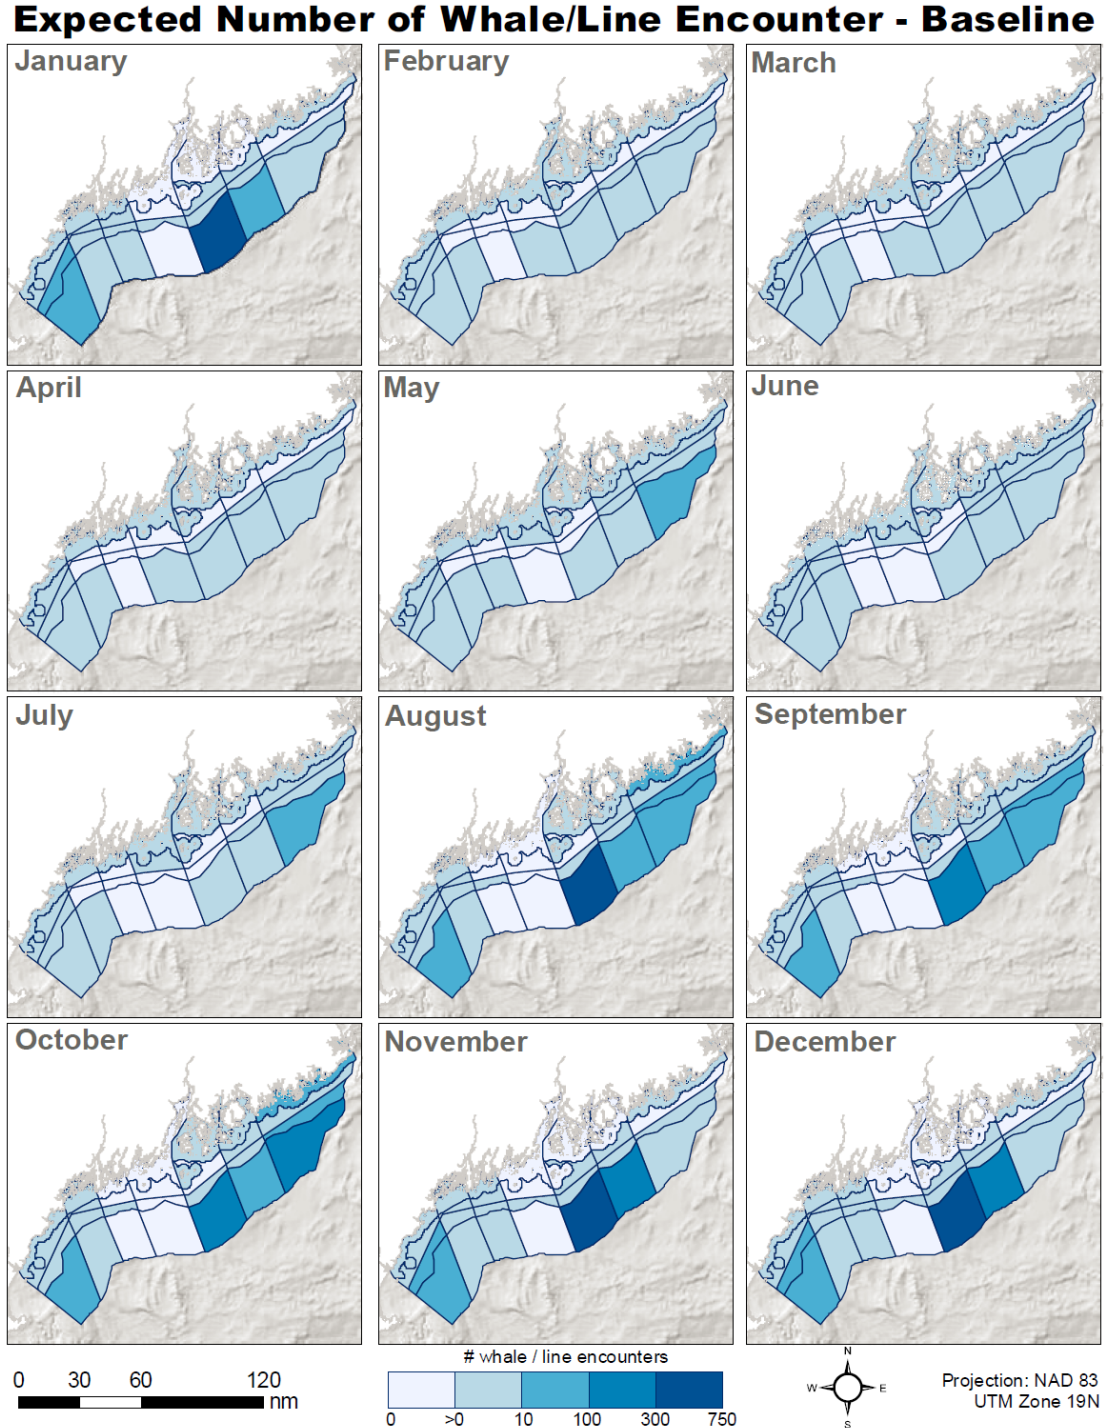 Expected Number of Whale/Line Encounter - Baseline
January
February
March
April
May
June
July
August
September
October
November
December
0 30 60 120
nm
# whale / line encounters
0 >0 10 100 300 750
N
W E
S
Projection: NAD 83
UTM Zone 19N